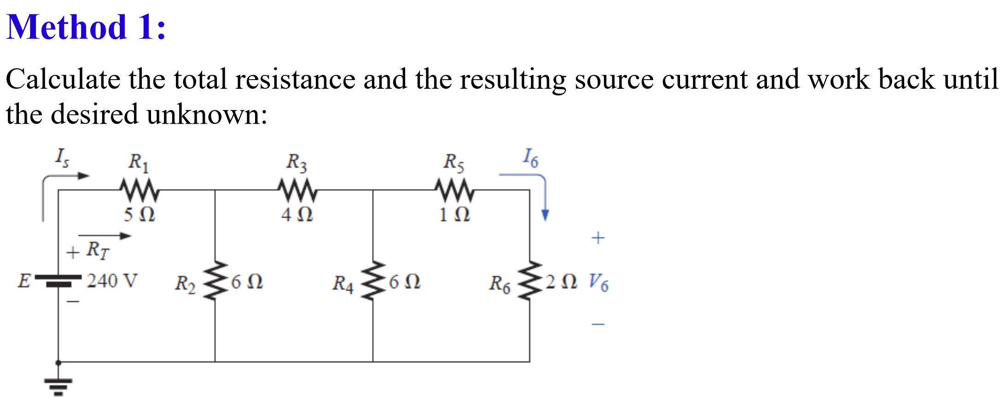 Method 1:
Calculate the total resistance and the resulting source current and work back until
the desired unknown:
Is R1 R3 R5 I6
5 Ω 4 Ω 1 Ω
+
+ RT
E 240 V R2 6 Ω R4 6 Ω R6 2 Ω V6
−
−